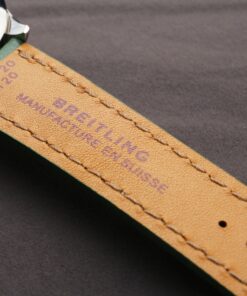 BREITLING
MANUFACTURE EN SUISSE